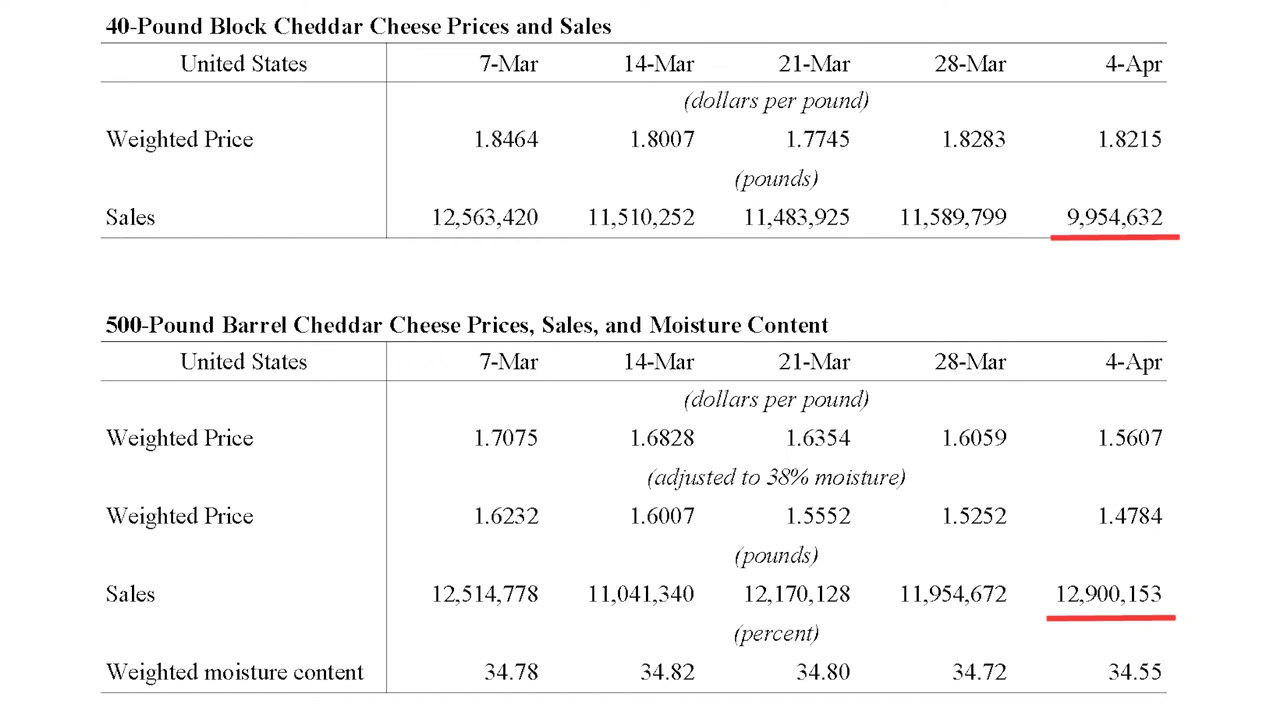 40-Pound Block Cheddar Cheese Prices and Sales
United States 7-Mar 14-Mar 21-Mar 28-Mar 4-Apr
(dollars per pound)
Weighted Price 1.8464 1.8007 1.7745 1.8283 1.8215
(pounds)
Sales 12,563,420 11,510,252 11,483,925 11,589,799 9,954,632
500-Pound Barrel Cheddar Cheese Prices, Sales, and Moisture Content
United States 7-Mar 14-Mar 21-Mar 28-Mar 4-Apr
(dollars per pound)
Weighted Price 1.7075 1.6828 1.6354 1.6059 1.5607
(adjusted to 38% moisture)
Weighted Price 1.6232 1.6007 1.5552 1.5252 1.4784
(pounds)
Sales 12,514,778 11,041,340 12,170,128 11,954,672 12,900,153
(percent)
Weighted moisture content 34.78 34.82 34.80 34.72 34.55